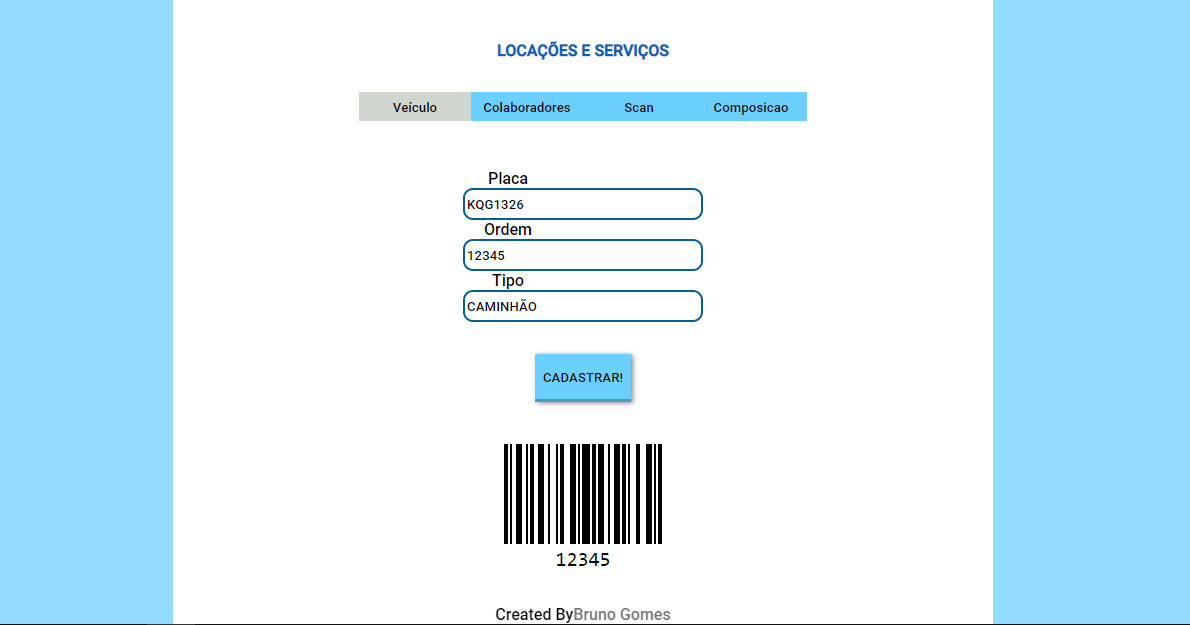 LOCAÇÕES E SERVIÇOS
Veículo Colaboradores Scan Composicao
Placa
KQG1326
Ordem
12345
Tipo
CAMINHÃO
CADASTRAR!
12345
Created ByBruno Gomes